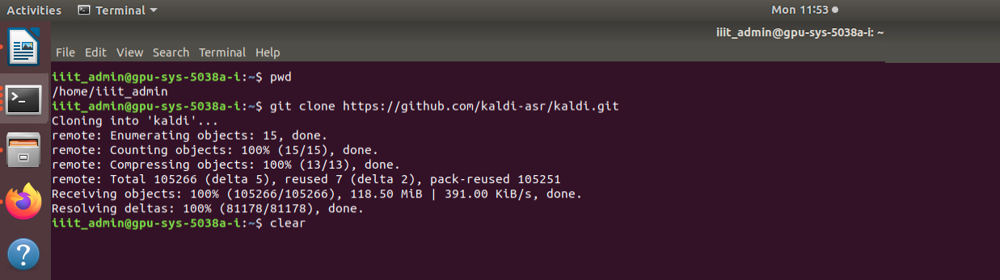 Activities Terminal Mon 11:53
iiit_admin@gpu-sys-5038a-i: ~
File Edit View Search Terminal Help
iiit_admin@gpu-sys-5038a-i:~$ pwd
/home/iiit_admin
iiit_admin@gpu-sys-5038a-i:~$ git clone https://github.com/kaldi-asr/kaldi.git
Cloning into 'kaldi'...
remote: Enumerating objects: 15, done.
remote: Counting objects: 100% (15/15), done.
remote: Compressing objects: 100% (13/13), done.
remote: Total 105266 (delta 5), reused 7 (delta 2), pack-reused 105251
Receiving objects: 100% (105266/105266), 118.50 MiB | 391.00 KiB/s, done.
Resolving deltas: 100% (81178/81178), done.
iiit_admin@gpu-sys-5038a-i:~$ clear